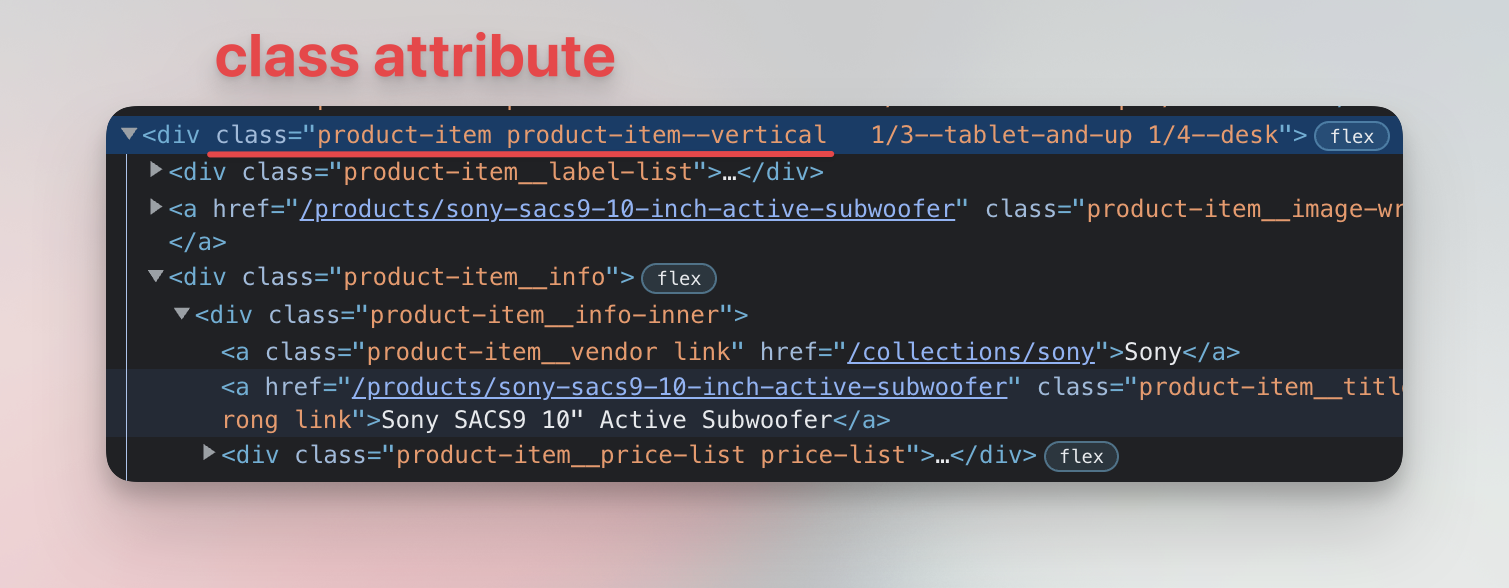 class attribute
<div class="product-item product-item--vertical   1/3--tablet-and-up 1/4--desk"> flex
<div class="product-item__label-list">…</div>
<a href="/products/sony-sacs9-10-inch-active-subwoofer" class="product-item__image-wr
</a>
<div class="product-item__info"> flex
<div class="product-item__info-inner">
<a class="product-item__vendor link" href="/collections/sony">Sony</a>
<a href="/products/sony-sacs9-10-inch-active-subwoofer" class="product-item__title
rong link">Sony SACS9 10" Active Subwoofer</a>
<div class="product-item__price-list price-list">…</div> flex